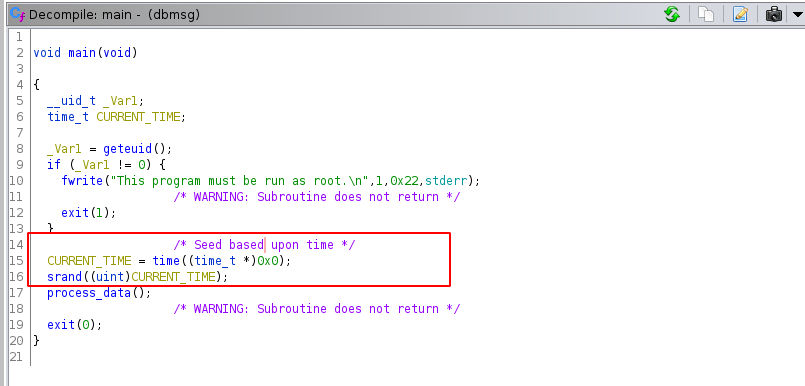 Decompile: main - (dbmsg)
1
2 void main(void)
3
4 {
5 __uid_t _Var1;
6 time_t CURRENT_TIME;
7
8 _Var1 = geteuid();
9 if (_Var1 != 0) {
10 fwrite("This program must be run as root.\n",1,0x22,stderr);
11 /* WARNING: Subroutine does not return */
12 exit(1);
13 }
14 /* Seed based upon time */
15 CURRENT_TIME = time((time_t *)0x0);
16 srand((uint)CURRENT_TIME);
17 process_data();
18 /* WARNING: Subroutine does not return */
19 exit(0);
20 }
21